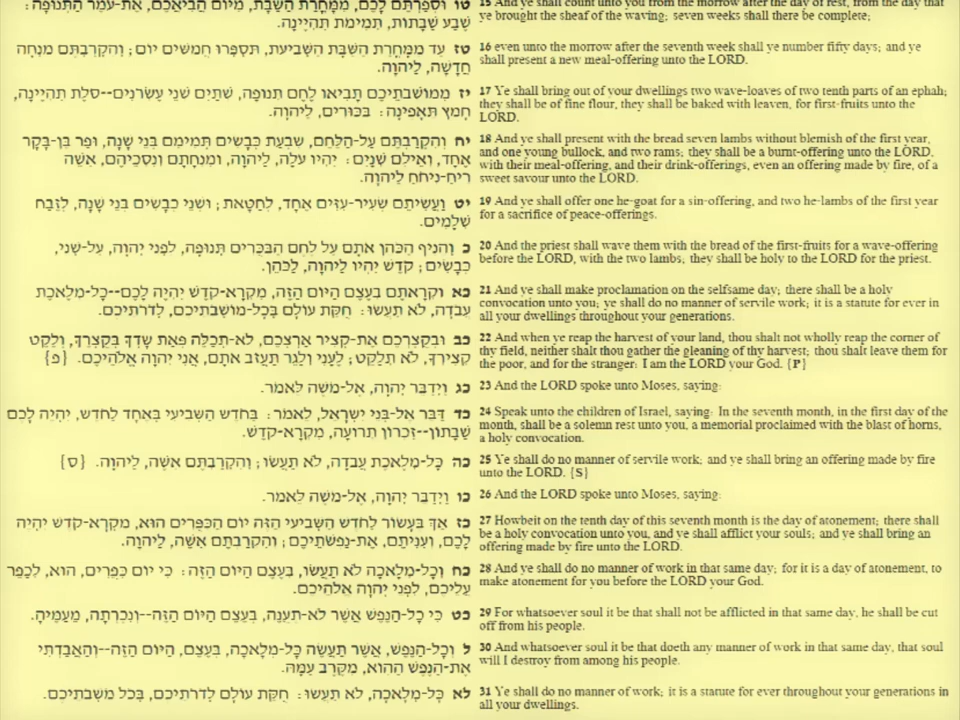 טו וּסְפַרְתֶּם לָכֶם, מִמָּחֳרַת הַשַּׁבָּת, מִיּוֹם הֲבִיאֲכֶם, אֶת-עֹמֶר הַתְּנוּפָה:
שֶׁבַע שַׁבָּתוֹת, תְּמִימֹת תִּהְיֶינָה.
15 And ye shall count unto you from the morrow after the day of rest, from the day that
ye brought the sheaf of the waving; seven weeks shall there be complete;
טז עַד מִמָּחֳרַת הַשַּׁבָּת הַשְּׁבִיעִת, תִּסְפְּרוּ חֲמִשִּׁים יוֹם; וְהִקְרַבְתֶּם מִנְחָה
חֲדָשָׁה, לַיהוָה.
16 even unto the morrow after the seventh week shall ye number fifty days; and ye
shall present a new meal-offering unto the LORD.
יז מִמּוֹשְׁבֹתֵיכֶם תָּבִיאּוּ לֶחֶם תְּנוּפָה, שְׁתַּיִם שְׁנֵי עֶשְׂרֹנִים--סֹלֶת תִּהְיֶינָה,
חָמֵץ תֵּאָפֶינָה: בִּכּוּרִים, לַיהוָה.
17 Ye shall bring out of your dwellings two wave-loaves of two tenth parts of an ephah;
they shall be of fine flour, they shall be baked with leaven, for first-fruits unto the
LORD.
יח וְהִקְרַבְתֶּם עַל-הַלֶּחֶם, שִׁבְעַת כְּבָשִׂים תְּמִימִם בְּנֵי שָׁנָה, וּפַר בֶּן-בָּקָר
אֶחָד, וְאֵילִם שְׁנָיִם: יִהְיוּ עֹלָה, לַיהוָה, וּמִנְחָתָם וְנִסְכֵּיהֶם, אִשֵּׁה
רֵיחַ-נִיחֹחַ לַיהוָה.
18 And ye shall present with the bread seven lambs without blemish of the first year,
and one young bullock, and two rams; they shall be a burnt-offering unto the LORD,
with their meal-offering, and their drink-offerings, even an offering made by fire, of a
sweet savour unto the LORD.
יט וַעֲשִׂיתֶם שְׂעִיר-עִזִּים אֶחָד, לְחַטָּאת; וּשְׁנֵי כְבָשִׂים בְּנֵי שָׁנָה, לְזֶבַח
שְׁלָמִים.
19 And ye shall offer one he-goat for a sin-offering, and two he-lambs of the first year
for a sacrifice of peace-offerings.
כ וְהֵנִיף הַכֹּהֵן אֹתָם עַל לֶחֶם הַבִּכֻּרִים תְּנוּפָה, לִפְנֵי יְהוָה, עַל-שְׁנֵי,
כְּבָשִׂים; קֹדֶשׁ יִהְיוּ לַיהוָה, לַכֹּהֵן.
20 And the priest shall wave them with the bread of the first-fruits for a wave-offering
before the LORD, with the two lambs; they shall be holy to the LORD for the priest.
כא וּקְרָאתֶם בְּעֶצֶם הַיּוֹם הַזֶּה, מִקְרָא-קֹדֶשׁ יִהְיֶה לָכֶם--כָּל-מְלֶאכֶת
עֲבֹדָה, לֹא תַעֲשׂוּ: חֻקַּת עוֹלָם בְּכָל-מוֹשְׁבֹתֵיכֶם, לְדֹרֹתֵיכֶם.
21 And ye shall make proclamation on the selfsame day; there shall be a holy
convocation unto you; ye shall do no manner of servile work; it is a statute for ever in
all your dwellings throughout your generations.
כב וּבְקֻצְרְכֶם אֶת-קְצִיר אַרְצְכֶם, לֹא-תְכַלֶּה פְּאַת שָׂדְךָ בְּקֻצְרֶךָ, וְלֶקֶט
קְצִירְךָ, לֹא תְלַקֵּט; לֶעָנִי וְלַגֵּר תַּעֲזֹב אֹתָם, אֲנִי יְהוָה אֱלֹהֵיכֶם. {פ}
22 And when ye reap the harvest of your land, thou shalt not wholly reap the corner of
thy field, neither shalt thou gather the gleaning of thy harvest; thou shalt leave them for
the poor, and for the stranger: I am the LORD your God. {P}
כג וַיְדַבֵּר יְהוָה, אֶל-מֹשֶׁה לֵּאמֹר.
23 And the LORD spoke unto Moses, saying:
כד דַּבֵּר אֶל-בְּנֵי יִשְׂרָאֵל, לֵאמֹר: בַּחֹדֶשׁ הַשְּׁבִיעִי בְּאֶחָד לַחֹדֶשׁ, יִהְיֶה לָכֶם
שַׁבָּתוֹן--זִכְרוֹן תְּרוּעָה, מִקְרָא-קֹדֶשׁ.
24 Speak unto the children of Israel, saying: In the seventh month, in the first day of the
month, shall be a solemn rest unto you, a memorial proclaimed with the blast of horns,
a holy convocation.
כה כָּל-מְלֶאכֶת עֲבֹדָה, לֹא תַעֲשׂוּ; וְהִקְרַבְתֶּם אִשֶּׁה, לַיהוָה. {ס}
25 Ye shall do no manner of servile work; and ye shall bring an offering made by fire
unto the LORD. {S}
כו וַיְדַבֵּר יְהוָה, אֶל-מֹשֶׁה לֵּאמֹר.
26 And the LORD spoke unto Moses, saying:
כז אַךְ בֶּעָשׂוֹר לַחֹדֶשׁ הַשְּׁבִיעִי הַזֶּה יוֹם הַכִּפֻּרִים הוּא, מִקְרָא-קֹדֶשׁ יִהְיֶה
לָכֶם, וְעִנִּיתֶם, אֶת-נַפְשֹׁתֵיכֶם; וְהִקְרַבְתֶּם אִשֶּׁה, לַיהוָה.
27 Howbeit on the tenth day of this seventh month is the day of atonement; there shall
be a holy convocation unto you, and ye shall afflict your souls; and ye shall bring an
offering made by fire unto the LORD.
כח וְכָל-מְלָאכָה לֹא תַעֲשׂוּ, בְּעֶצֶם הַיּוֹם הַזֶּה: כִּי יוֹם כִּפֻּרִים, הוּא, לְכַפֵּר
עֲלֵיכֶם, לִפְנֵי יְהוָה אֱלֹהֵיכֶם.
28 And ye shall do no manner of work in that same day; for it is a day of atonement, to
make atonement for you before the LORD your God.
כט כִּי כָל-הַנֶּפֶשׁ אֲשֶׁר לֹא-תְעֻנֶּה, בְּעֶצֶם הַיּוֹם הַזֶּה--וְנִכְרְתָה, מֵעַמֶּיהָ.
29 For whatsoever soul it be that shall not be afflicted in that same day, he shall be cut
off from his people.
ל וְכָל-הַנֶּפֶשׁ, אֲשֶׁר תַּעֲשֶׂה כָּל-מְלָאכָה, בְּעֶצֶם, הַיּוֹם הַזֶּה--וְהַאֲבַדְתִּי
אֶת-הַנֶּפֶשׁ הַהִוא, מִקֶּרֶב עַמָּהּ.
30 And whatsoever soul it be that doeth any manner of work in that same day, that soul
will I destroy from among his people.
לא כָּל-מְלָאכָה, לֹא תַעֲשׂוּ: חֻקַּת עוֹלָם לְדֹרֹתֵיכֶם, בְּכֹל מֹשְׁבֹתֵיכֶם.
31 Ye shall do no manner of work; it is a statute for ever throughout your generations in
all your dwellings.